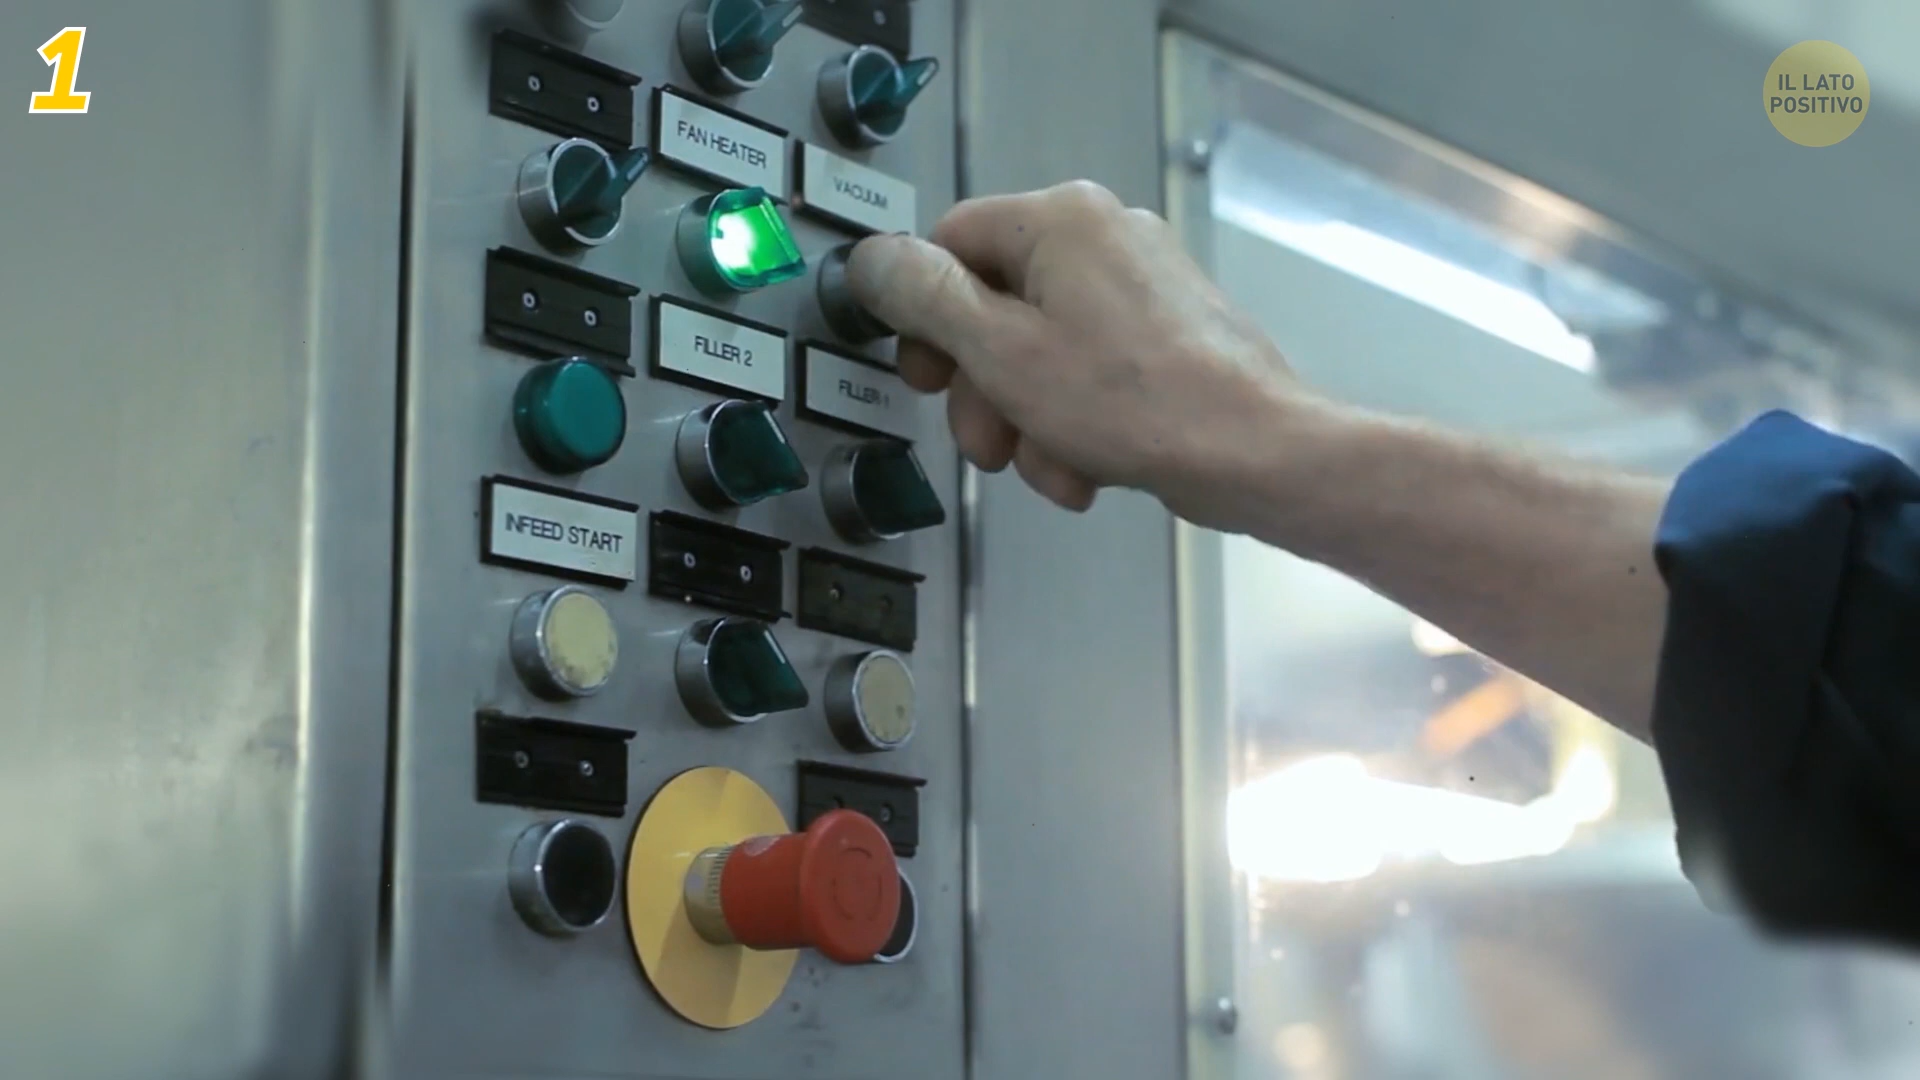 1
IL LATO
POSITIVO
FAN HEATER
VACUUM
FILLER 2
FILLER 1
INFEED START